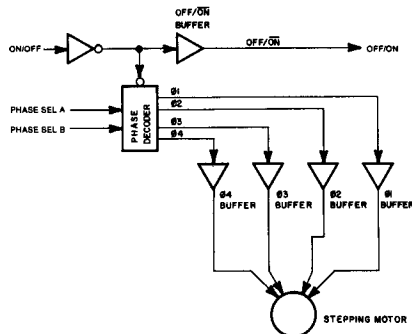 OFF/ON
BUFFER
ON/OFF
OFF/ON
OFF/ON
Ø1
Ø2
PHASE SEL A
PHASE SEL B
PHASE
DECODER
Ø3
Ø4
Ø4
BUFFER
Ø3
BUFFER
Ø2
BUFFER
Ø1
BUFFER
STEPPING MOTOR